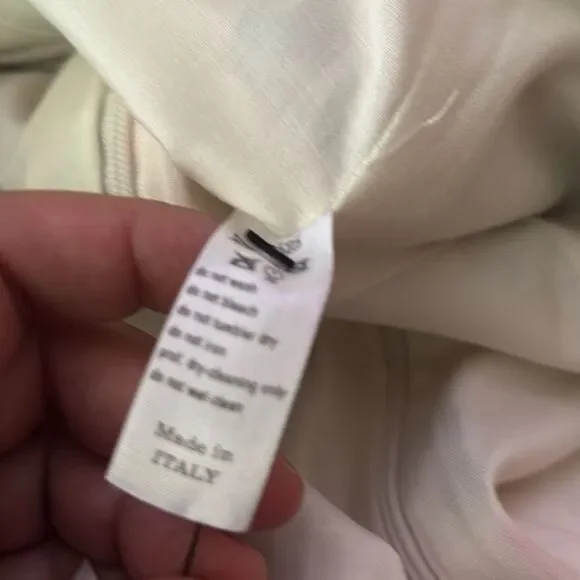 do not wash
do not bleach
do not tumble dry
do not iron
prof. dry-cleaning only
do not wet-clean
Made in
ITALY